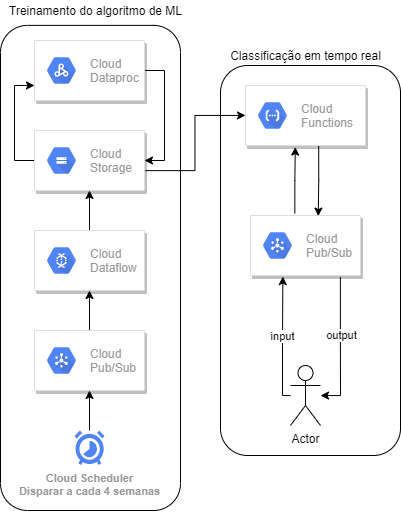 Treinamento do algoritmo de ML
Cloud
Dataproc
Cloud
Storage
Cloud
Dataflow
Cloud
Pub/Sub
Cloud Scheduler
Disparar a cada 4 semanas
Classificação em tempo real
Cloud
Functions
Cloud
Pub/Sub
input
output
Actor